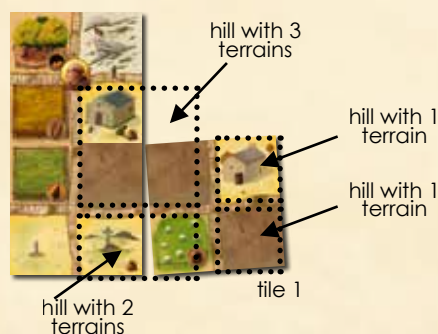 hill with 3
terrains
hill with 1
terrain
hill with 1
terrain
tile 1
hill with 2
terrains